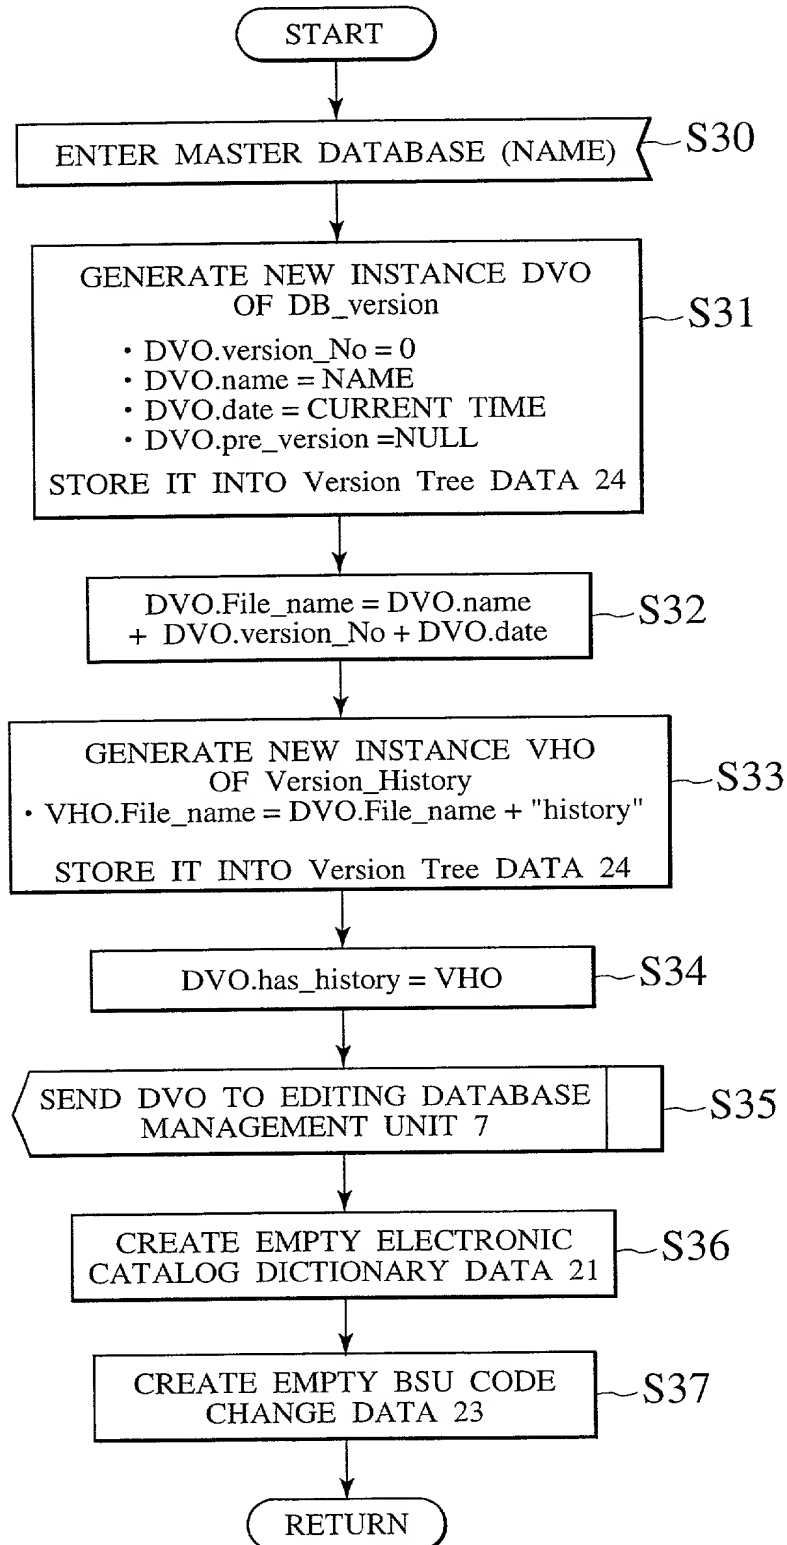 START
ENTER MASTER DATABASE (NAME)
S30
GENERATE NEW INSTANCE DVO
OF DB_version
· DVO.version_No = 0
· DVO.name = NAME
· DVO.date = CURRENT TIME
· DVO.pre_version =NULL
STORE IT INTO Version Tree DATA 24
S31
DVO.File_name = DVO.name
+ DVO.version_No + DVO.date
S32
GENERATE NEW INSTANCE VHO
OF Version_History
· VHO.File_name = DVO.File_name + "history"
STORE IT INTO Version Tree DATA 24
S33
DVO.has_history = VHO
S34
SEND DVO TO EDITING DATABASE
MANAGEMENT UNIT 7
S35
CREATE EMPTY ELECTRONIC
CATALOG DICTIONARY DATA 21
S36
CREATE EMPTY BSU CODE
CHANGE DATA 23
S37
RETURN